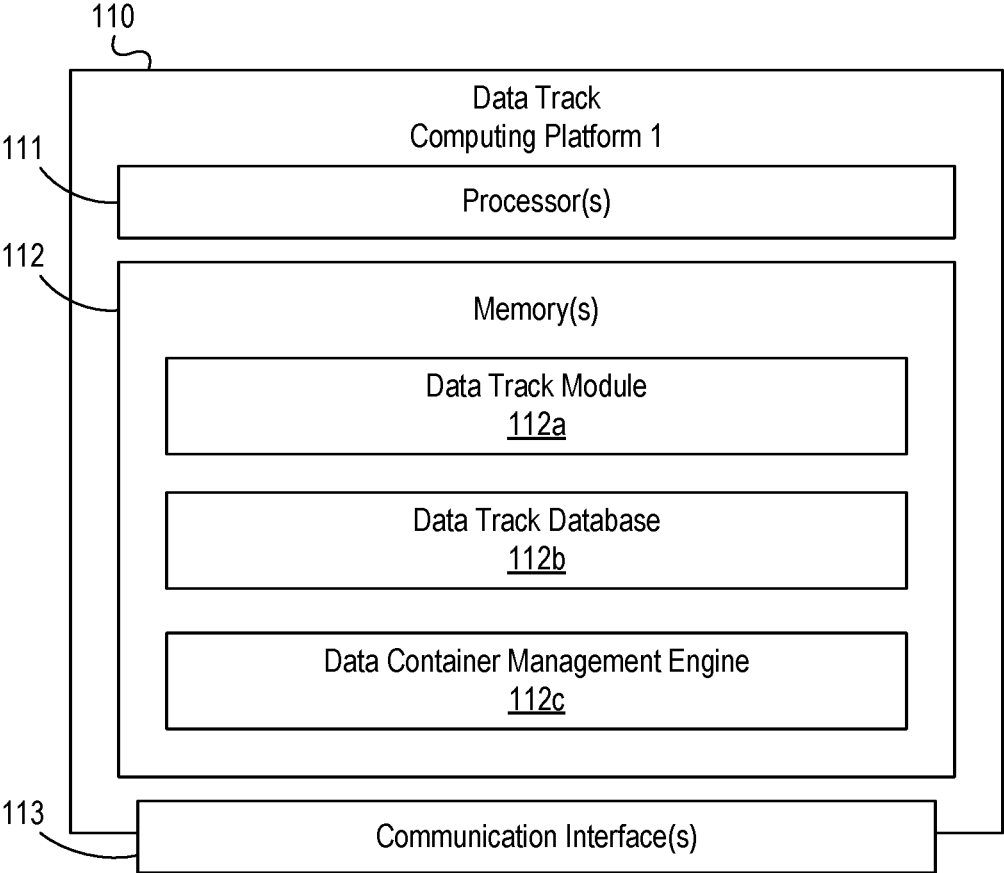 110
Data Track
Computing Platform 1
111
Processor(s)
112
Memory(s)
Data Track Module
112a
Data Track Database
112b
Data Container Management Engine
112c
113
Communication Interface(s)